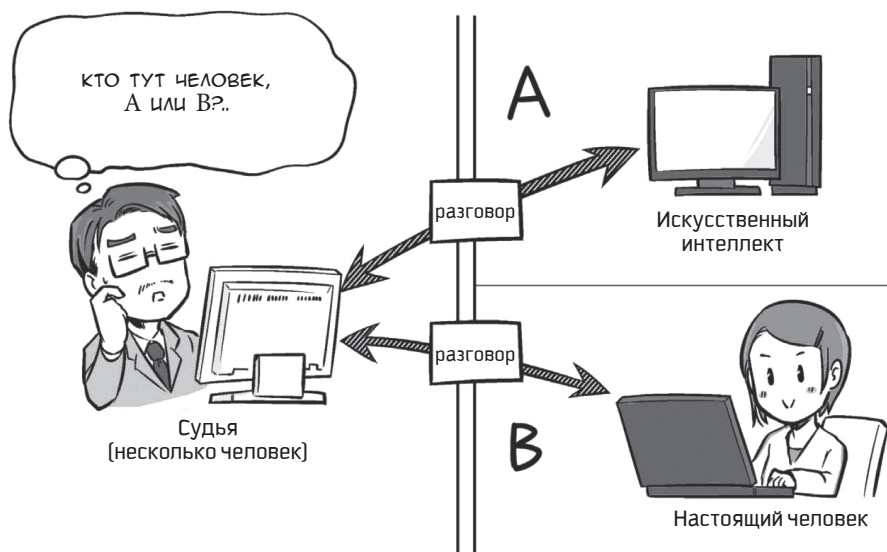 КТО ТУТ ЧЕЛОВЕК,
А ИЛИ В?..
А
разговор
Искусственный
интеллект
разговор
В
Судья
(несколько человек)
Настоящий человек